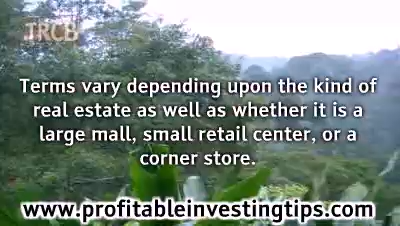 TRCB
Terms vary depending upon the kind of
real estate as well as whether it is a
large mall, small retail center, or a
corner store.
www.profitableinvestingtips.com